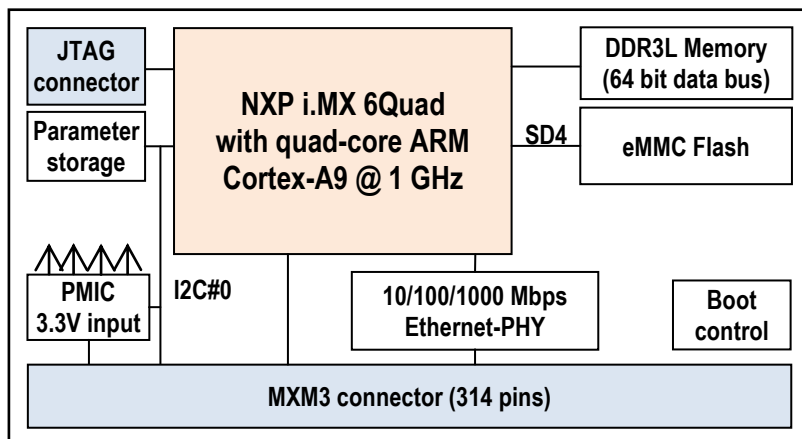 JTAG
connector
Parameter
storage
NXP i.MX 6Quad
with quad-core ARM
Cortex-A9 @ 1 GHz
DDR3L Memory
(64 bit data bus)
SD4
eMMC Flash
PMIC
3.3V input
I2C#0
10/100/1000 Mbps
Ethernet-PHY
Boot
control
MXM3 connector (314 pins)